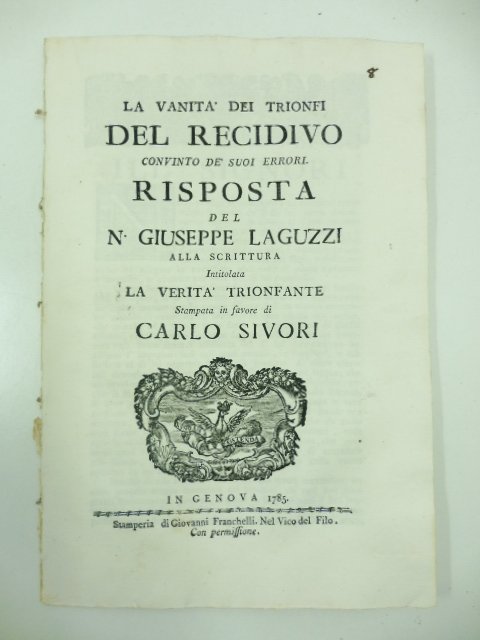 8
LA VANITA' DEI TRIONFI
DEL RECIDIVO
CONVINTO DE' SUOI ERRORI.
RISPOSTA
DEL
N. GIUSEPPE LAGUZZI
ALLA SCRITTURA
Intitolata
LA VERITA' TRIONFANTE
Stampata in favore di
CARLO SIVORI
IN GENOVA 1785.
Stamperia di Giovanni Franchelli. Nel Vico del Filo.
Con permissione.